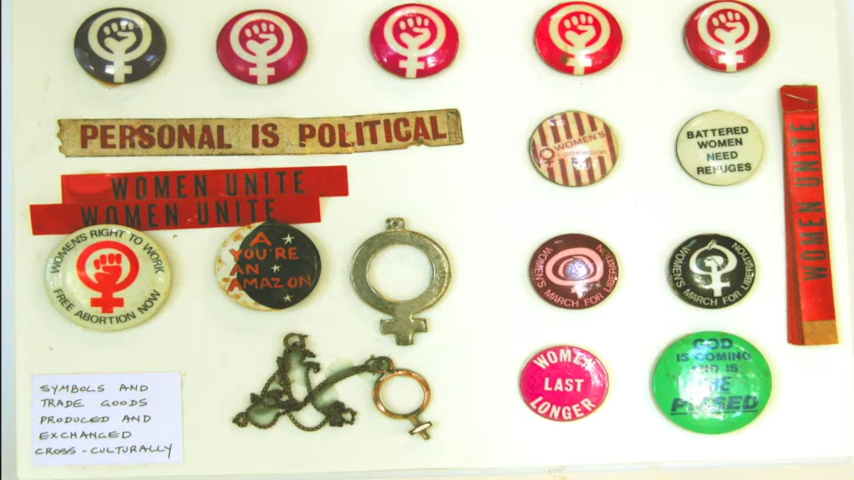 PERSONAL IS POLITICAL
WOMEN'S
BATTERED
WOMEN
NEED
REFUGES
WOMEN UNITE
WOMEN UNITE
WOMEN UNITE
WOMEN'S RIGHT TO WORK
FREE ABORTION NOW
A
YOU'RE
AN
AMAZON
WOMEN'S MARCH FOR LIBERATION
WOMEN'S MARCH FOR LIBERATION
WOMEN
LAST
LONGER
GOD
IS COMING
AND IS
SHE
PISSED
SYMBOLS AND
TRADE GOODS
PRODUCED AND
EXCHANGED
CROSS-CULTURALLY